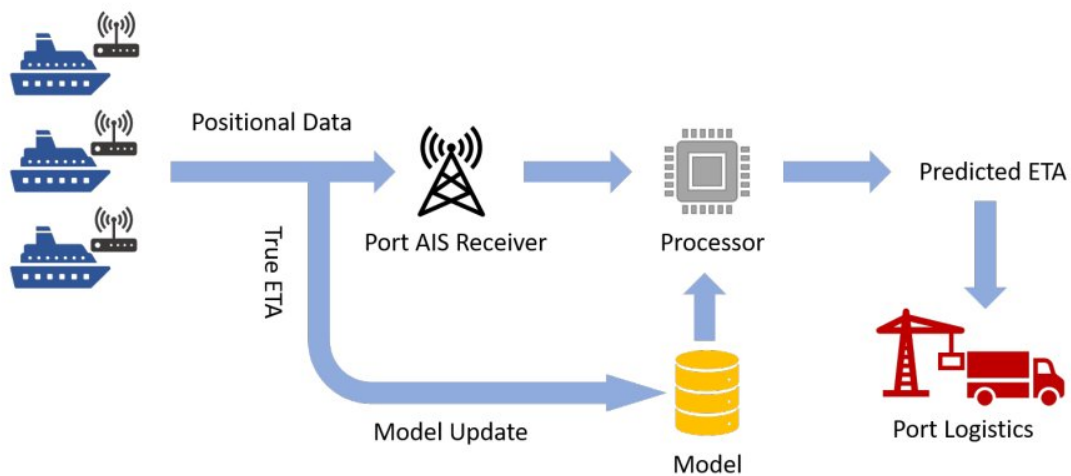 Positional Data
Port AIS Receiver
Processor
Predicted ETA
True ETA
Model Update
Model
Port Logistics